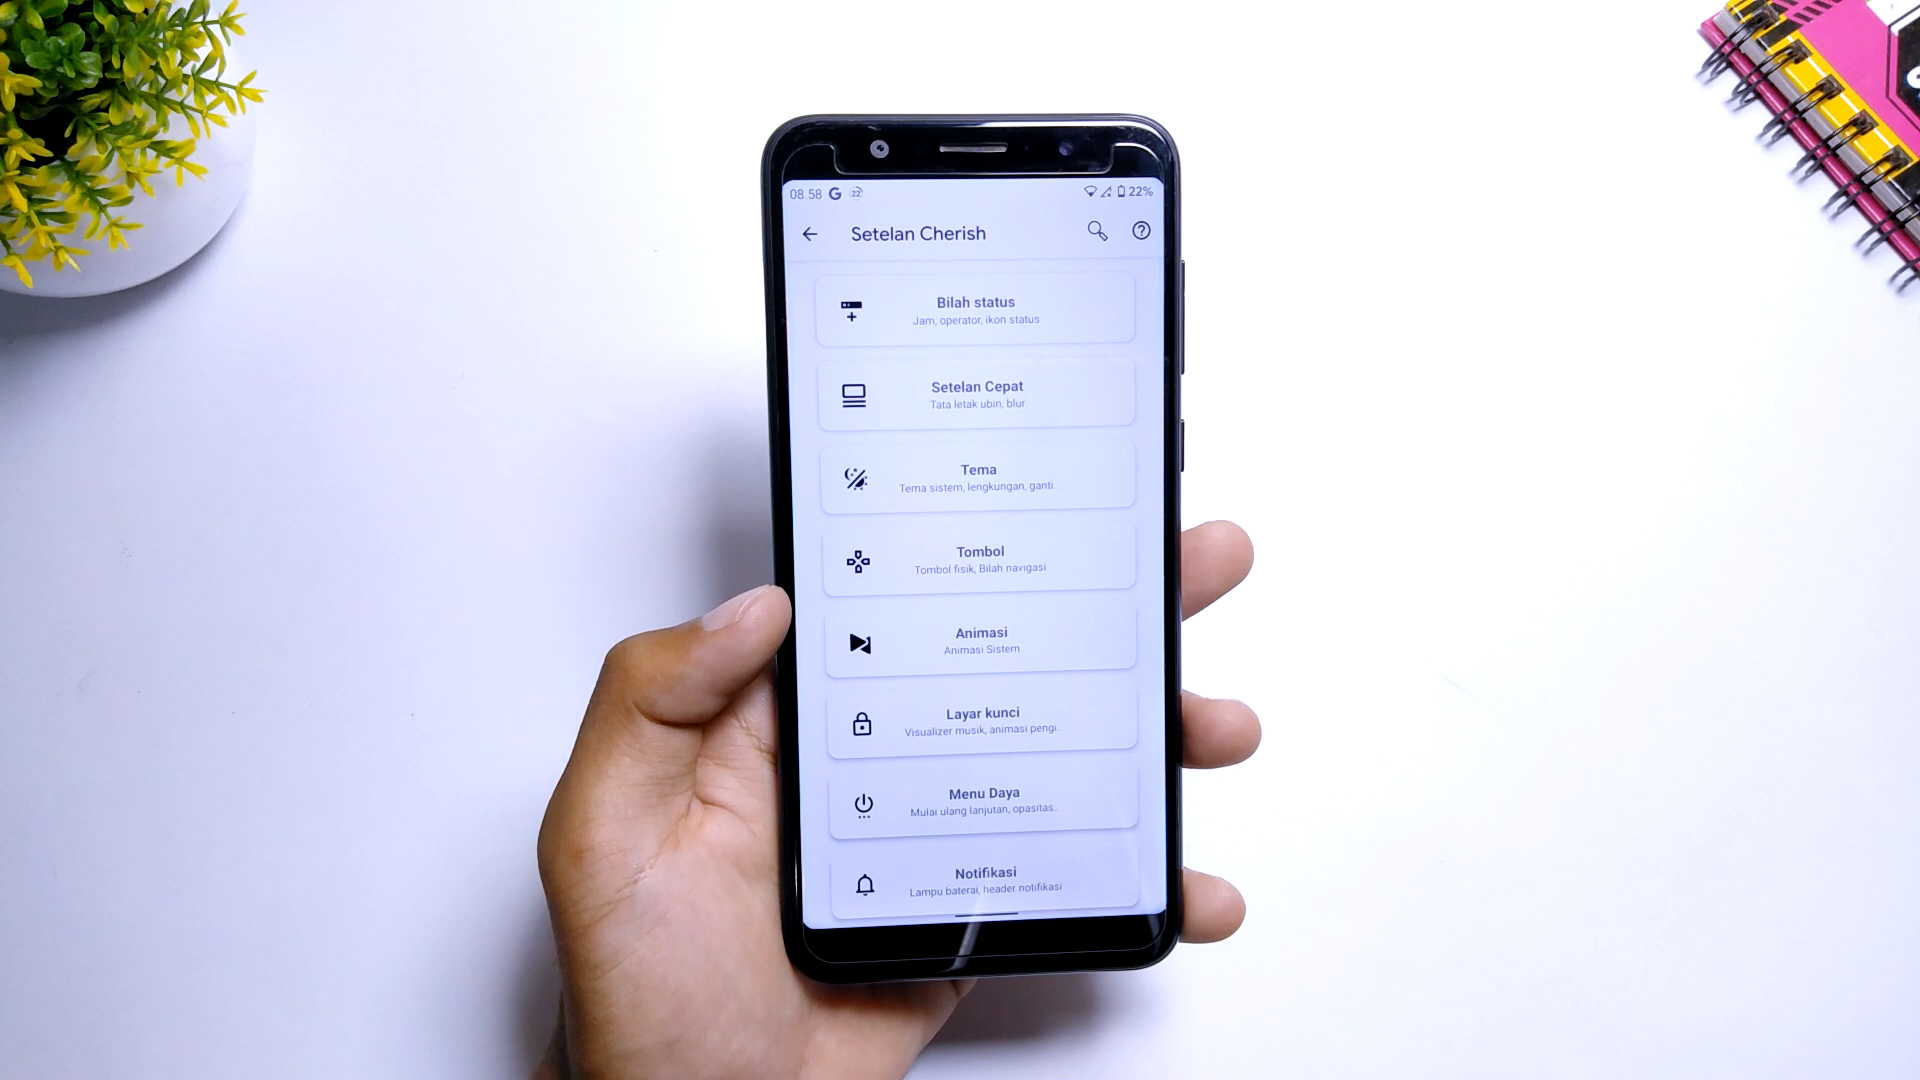 08.58 G 22 22%
Setelan Cherish
Bilah status
Jam, operator, ikon status
Setelan Cepat
Tata letak ubin, blur
Tema
Tema sistem, lengkungan, ganti..
Tombol
Tombol fisik, Bilah navigasi
Animasi
Animasi Sistem
Layar kunci
Visualizer musik, animasi pengi..
Menu Daya
Mulai ulang lanjutan, opasitas..
Notifikasi
Lampu baterai, header notifikasi